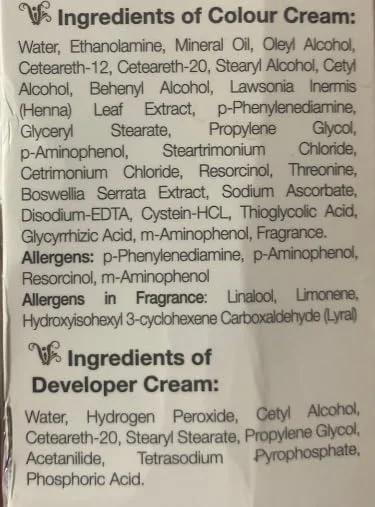 Ingredients of Colour Cream:
Water, Ethanolamine, Mineral Oil, Oleyl Alcohol,
Ceteareth-12, Ceteareth-20, Stearyl Alcohol, Cetyl
Alcohol, Behenyl Alcohol, Lawsonia Inermis
(Henna) Leaf Extract, p-Phenylenediamine,
Glyceryl Stearate, Propylene Glycol,
p-Aminophenol, Steartrimonium Chloride,
Cetrimonium Chloride, Resorcinol, Threonine,
Boswellia Serrata Extract, Sodium Ascorbate,
Disodium-EDTA, Cystein-HCL, Thioglycolic Acid,
Glycyrrhizic Acid, m-Aminophenol, Fragrance.
Allergens: p-Phenylenediamine, p-Aminophenol,
Resorcinol, m-Aminophenol
Allergens in Fragrance: Linalool, Limonene,
Hydroxyisohexyl 3-cyclohexene Carboxaldehyde (Lyral)
Ingredients of
Developer Cream:
Water, Hydrogen Peroxide, Cetyl Alcohol,
Ceteareth-20, Stearyl Stearate, Propylene Glycol,
Acetanilide, Tetrasodium Pyrophosphate,
Phosphoric Acid.